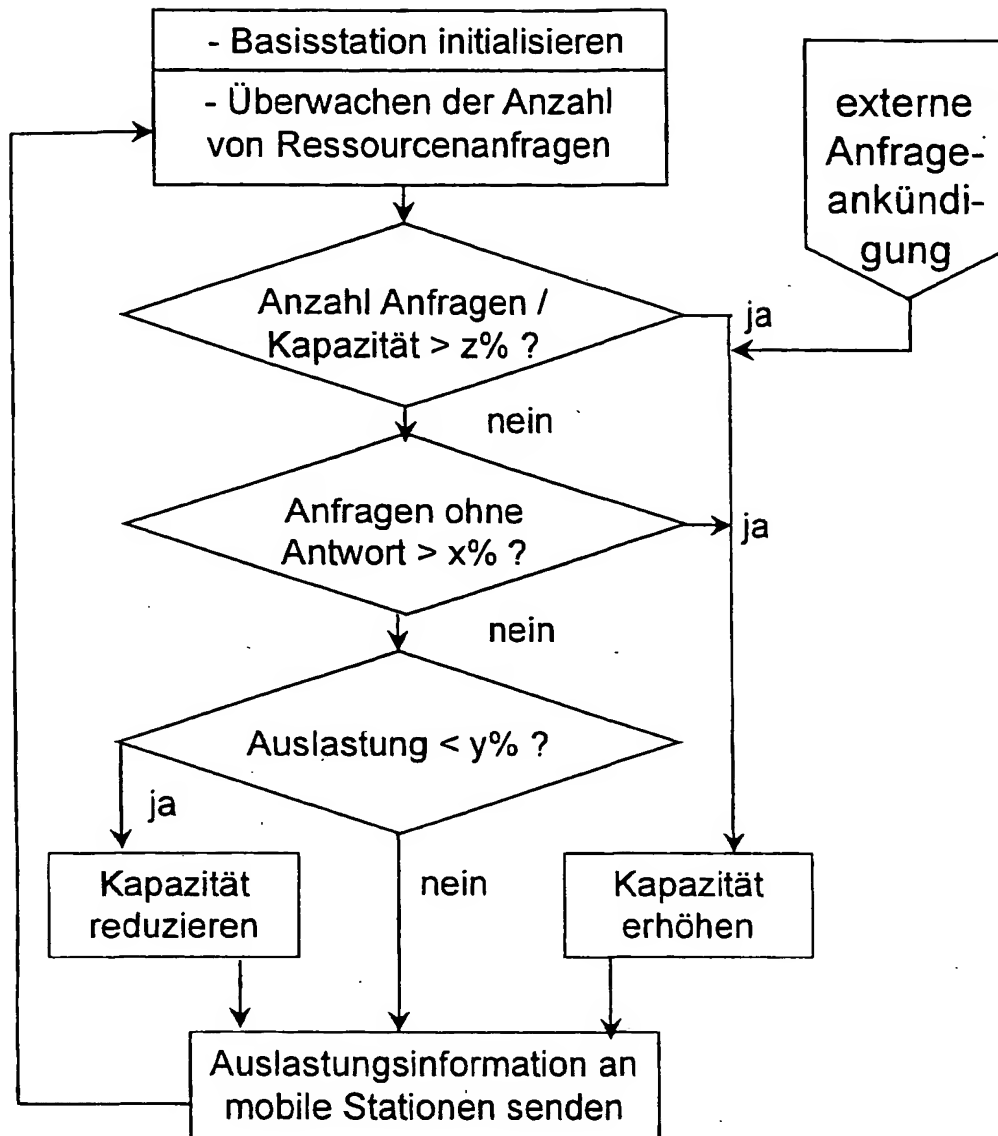 - Basisstation initialisieren
- Überwachen der Anzahl
von Ressourcenanfragen
externe
Anfrage-
ankündi-
gung
Anzahl Anfragen /
Kapazität > z% ?
ja
nein
Anfragen ohne
Antwort > x% ?
ja
nein
Auslastung < y% ?
ja
nein
Kapazität
reduzieren
Kapazität
erhöhen
Auslastungsinformation an
mobile Stationen senden